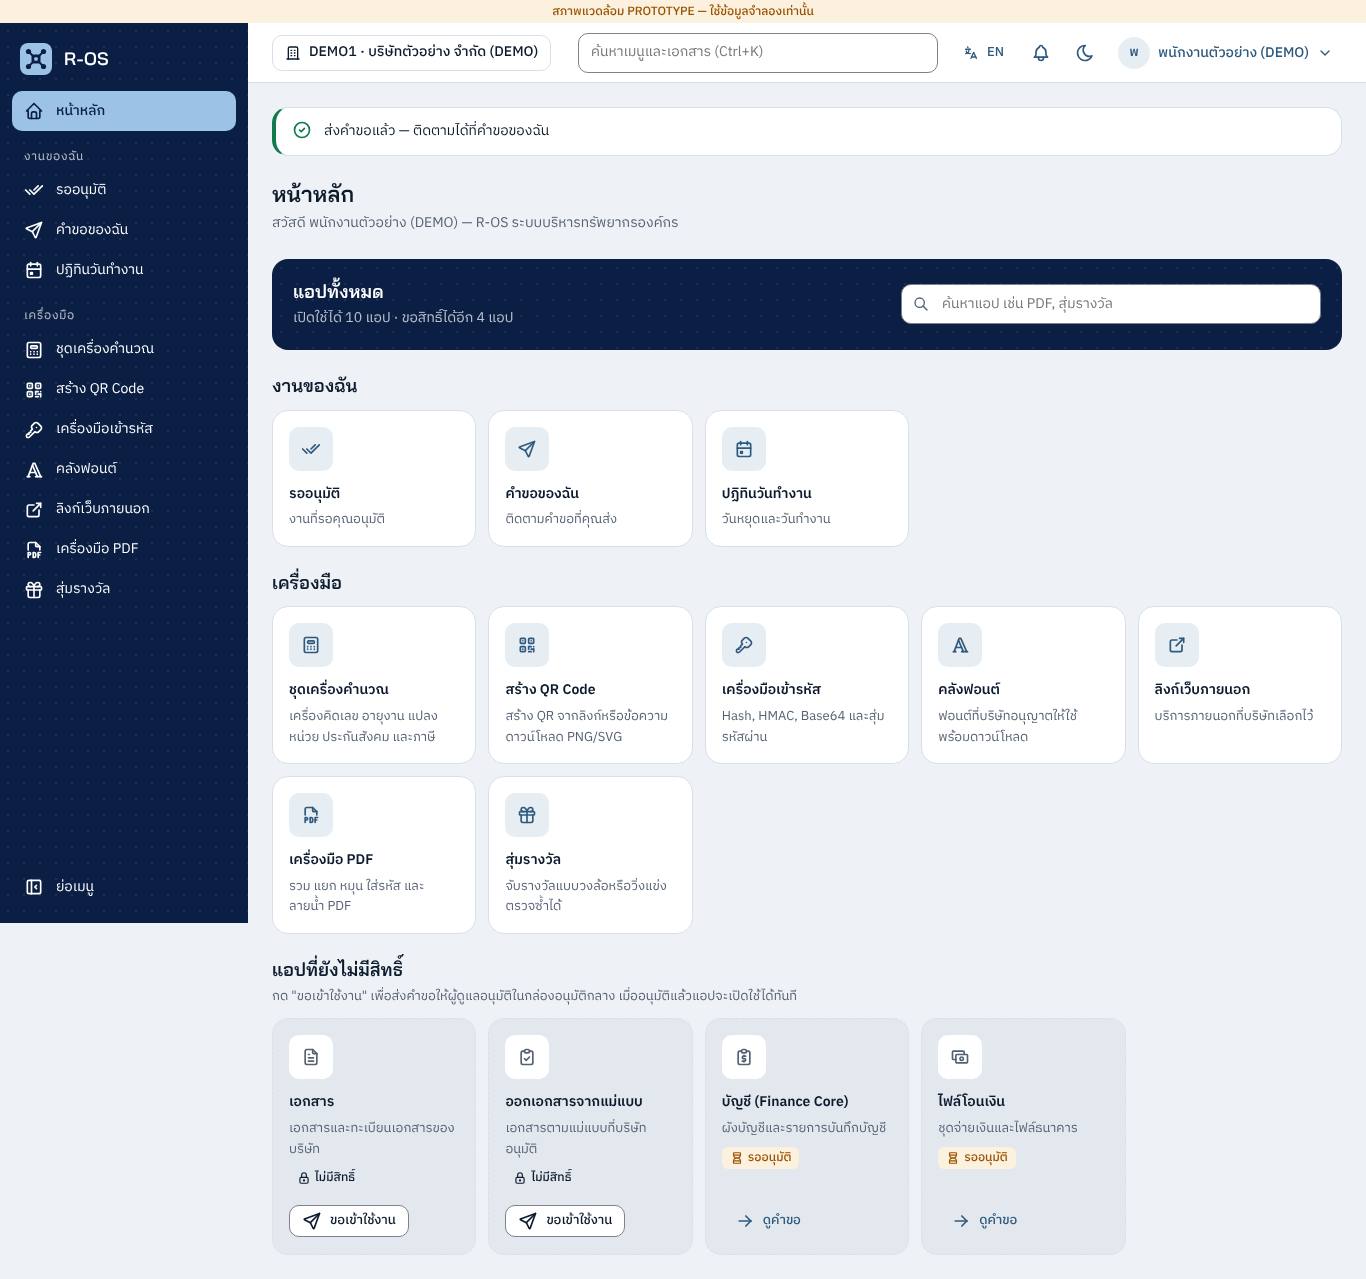 สภาพแวดล้อม PROTOTYPE — ใช้ข้อมูลจำลองเท่านั้น
R-OS
DEMO1 · บริษัทตัวอย่าง จำกัด (DEMO)
ค้นหาเมนูและเอกสาร (Ctrl+K)
EN
พ
พนักงานตัวอย่าง (DEMO)
หน้าหลัก
งานของฉัน
รออนุมัติ
คำขอของฉัน
ปฏิทินวันทำงาน
เครื่องมือ
ชุดเครื่องคำนวณ
สร้าง QR Code
เครื่องมือเข้ารหัส
คลังฟอนต์
ลิงก์เว็บภายนอก
เครื่องมือ PDF
สุ่มรางวัล
ย่อเมนู
ส่งคำขอแล้ว — ติดตามได้ที่คำขอของฉัน
หน้าหลัก
สวัสดี พนักงานตัวอย่าง (DEMO) — R-OS ระบบบริหารทรัพยากรองค์กร
แอปทั้งหมด
เปิดใช้ได้ 10 แอป · ขอสิทธิ์ได้อีก 4 แอป
ค้นหาแอป เช่น PDF, สุ่มรางวัล
งานของฉัน
รออนุมัติ
งานที่รอคุณอนุมัติ
คำขอของฉัน
ติดตามคำขอที่คุณส่ง
ปฏิทินวันทำงาน
วันหยุดและวันทำงาน
เครื่องมือ
ชุดเครื่องคำนวณ
เครื่องคิดเลข อายุงาน แปลง
หน่วย ประกันสังคม และภาษี
สร้าง QR Code
สร้าง QR จากลิงก์หรือข้อความ
ดาวน์โหลด PNG/SVG
เครื่องมือเข้ารหัส
Hash, HMAC, Base64 และสุ่ม
รหัสผ่าน
คลังฟอนต์
ฟอนต์ที่บริษัทอนุญาตให้ใช้
พร้อมดาวน์โหลด
ลิงก์เว็บภายนอก
บริการภายนอกที่บริษัทเลือกไว้
PDF
เครื่องมือ PDF
รวม แยก หมุน ใส่รหัส และ
ลายน้ำ PDF
สุ่มรางวัล
จับรางวัลแบบวงล้อหรือวิ่งแข่ง
ตรวจซ้ำได้
แอปที่ยังไม่มีสิทธิ์
กด "ขอเข้าใช้งาน" เพื่อส่งคำขอให้ผู้ดูแลอนุมัติในกล่องอนุมัติกลาง เมื่ออนุมัติแล้วแอปจะเปิดใช้ได้ทันที
เอกสาร
เอกสารและทะเบียนเอกสารของ
บริษัท
ไม่มีสิทธิ์
ขอเข้าใช้งาน
ออกเอกสารจากแม่แบบ
เอกสารตามแม่แบบที่บริษัท
อนุมัติ
ไม่มีสิทธิ์
ขอเข้าใช้งาน
บัญชี (Finance Core)
ผังบัญชีและรายการบันทึกบัญชี
รออนุมัติ
ดูคำขอ
ไฟล์โอนเงิน
ชุดจ่ายเงินและไฟล์ธนาคาร
รออนุมัติ
ดูคำขอ